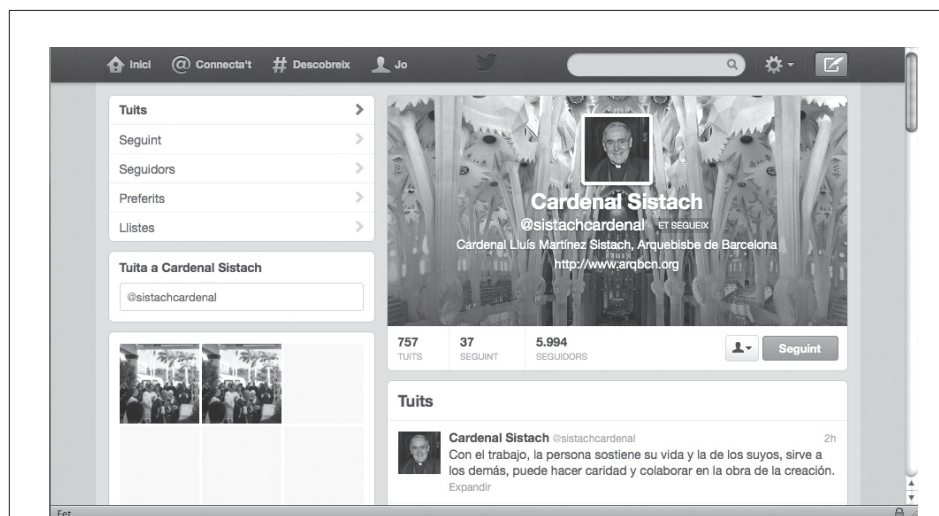 Inici @ Connecta't # Descobreix Jo
Tuits
Seguint
Seguidors
Preferits
Llistes
Tuita a Cardenal Sistach
@sistachcardenal
Cardenal Sistach
@sistachcardenal ET SEGUEIX
Cardenal Lluís Martínez Sistach, Arquebisbe de Barcelona
http://www.arqbcn.org
757 37 5.994
TUITS SEGUINT SEGUIDORS
Seguint
Tuits
Cardenal Sistach @sistachcardenal 2h
Con el trabajo, la persona sostiene su vida y la de los suyos, sirve a
los demás, puede hacer caridad y colaborar en la obra de la creación.
Expandir
Fet